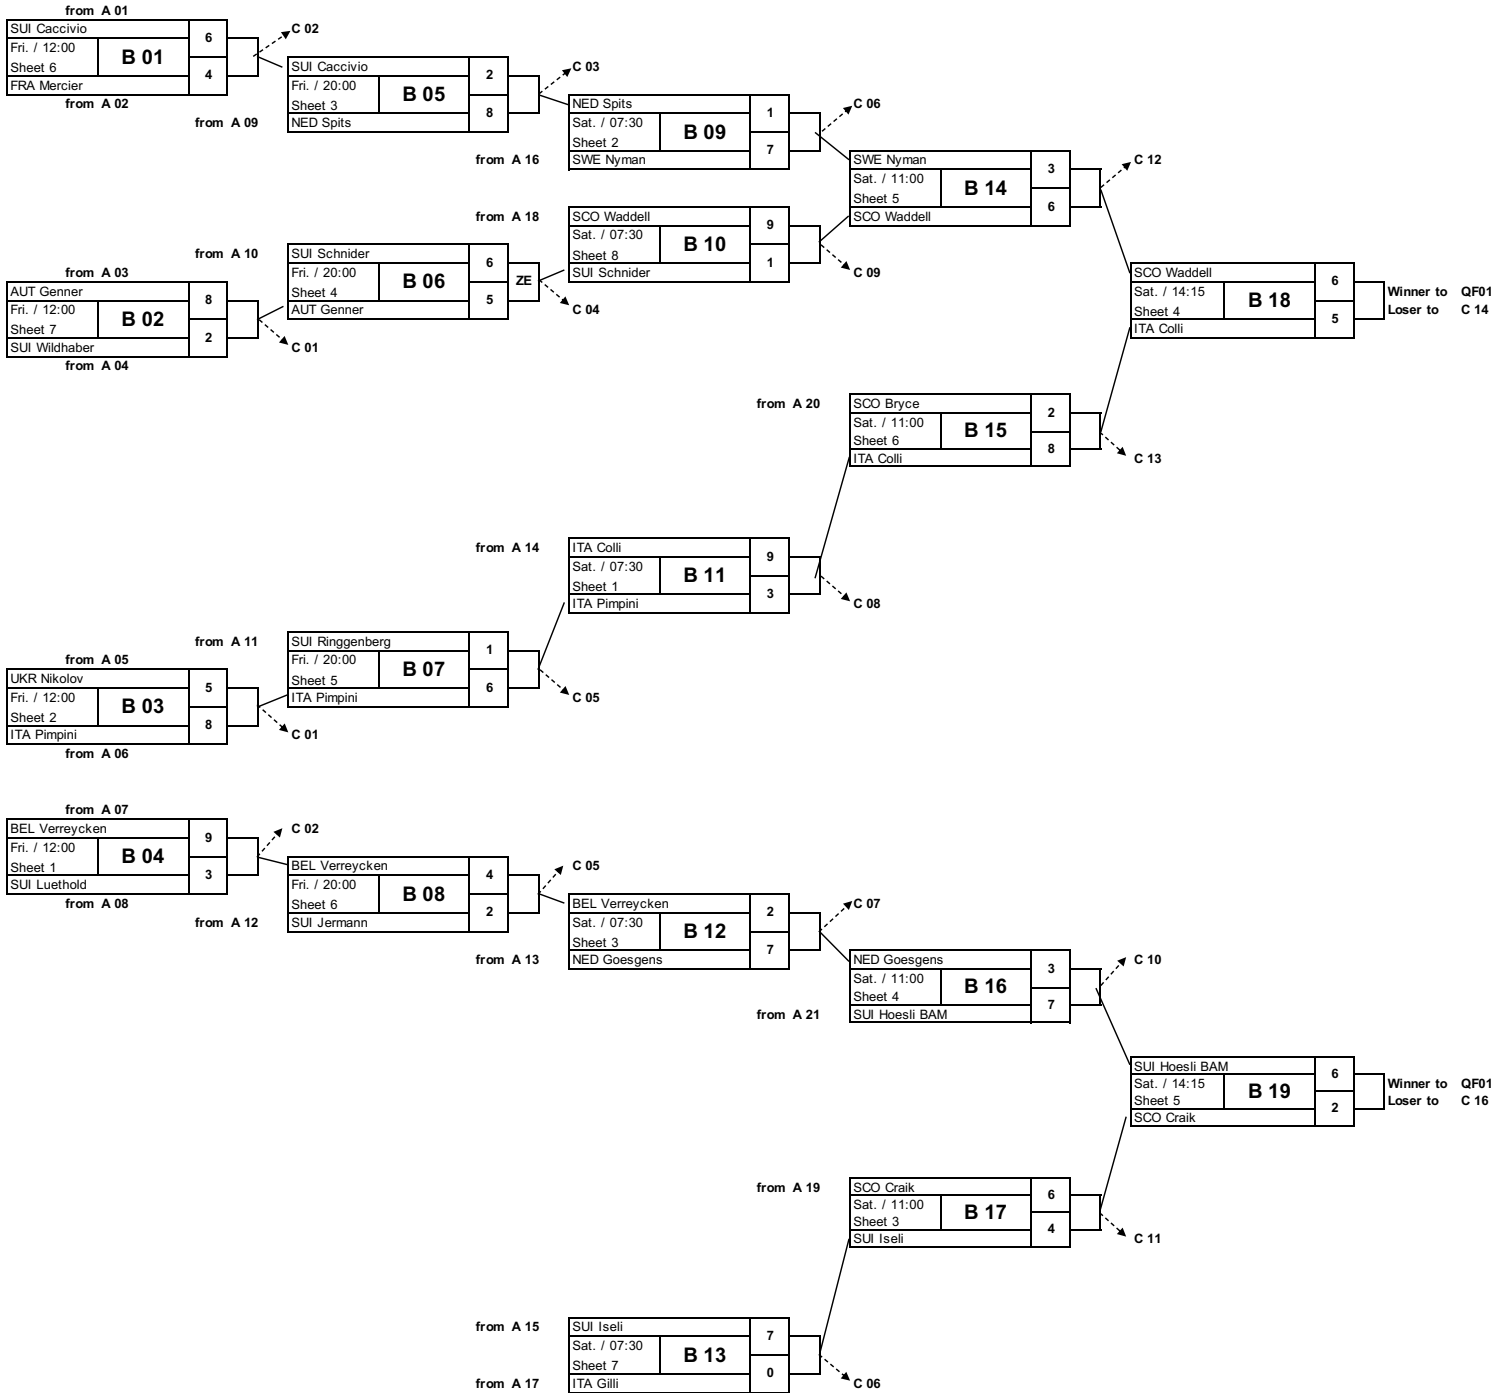 from A 01
SUI Caccivio
6
Fri. / 12:00
Sheet 6
B 01
4
FRA Mercier
from A 02
C 02
SUI Caccivio
2
Fri. / 20:00
Sheet 3
B 05
8
from A 09
NED Spits
C 03
NED Spits
1
Sat. / 07:30
Sheet 2
B 09
7
from A 16
SWE Nyman
C 06
SWE Nyman
3
Sat. / 11:00
Sheet 5
B 14
6
SCO Waddell
C 12
from A 18
SCO Waddell
9
Sat. / 07:30
Sheet 8
B 10
1
SUI Schnider
C 09
from A 10
SUI Schnider
6
Fri. / 20:00
Sheet 4
B 06
5
ZE
AUT Genner
C 04
from A 03
AUT Genner
8
Fri. / 12:00
Sheet 7
B 02
2
SUI Wildhaber
from A 04
C 01
SCO Waddell
6
Sat. / 14:15
Sheet 4
B 18
5
ITA Colli
Winner to QF01
Loser to C 14
from A 20
SCO Bryce
2
Sat. / 11:00
Sheet 6
B 15
8
ITA Colli
C 13
from A 14
ITA Colli
9
Sat. / 07:30
Sheet 1
B 11
3
ITA Pimpini
C 08
from A 11
SUI Ringgenberg
1
Fri. / 20:00
Sheet 5
B 07
6
ITA Pimpini
C 05
from A 05
UKR Nikolov
5
Fri. / 12:00
Sheet 2
B 03
8
ITA Pimpini
from A 06
C 01
from A 07
BEL Verreycken
9
Fri. / 12:00
Sheet 1
B 04
3
SUI Luethold
from A 08
C 02
BEL Verreycken
4
Fri. / 20:00
Sheet 6
B 08
2
from A 12
SUI Jermann
C 05
BEL Verreycken
2
Sat. / 07:30
Sheet 3
B 12
7
from A 13
NED Goesgens
C 07
NED Goesgens
3
Sat. / 11:00
Sheet 4
B 16
7
from A 21
SUI Hoesli BAM
C 10
SUI Hoesli BAM
6
Sat. / 14:15
Sheet 5
B 19
2
SCO Craik
Winner to QF01
Loser to C 16
from A 19
SCO Craik
6
Sat. / 11:00
Sheet 3
B 17
4
SUI Iseli
C 11
from A 15
SUI Iseli
7
Sat. / 07:30
Sheet 7
B 13
0
from A 17
ITA Gilli
C 06